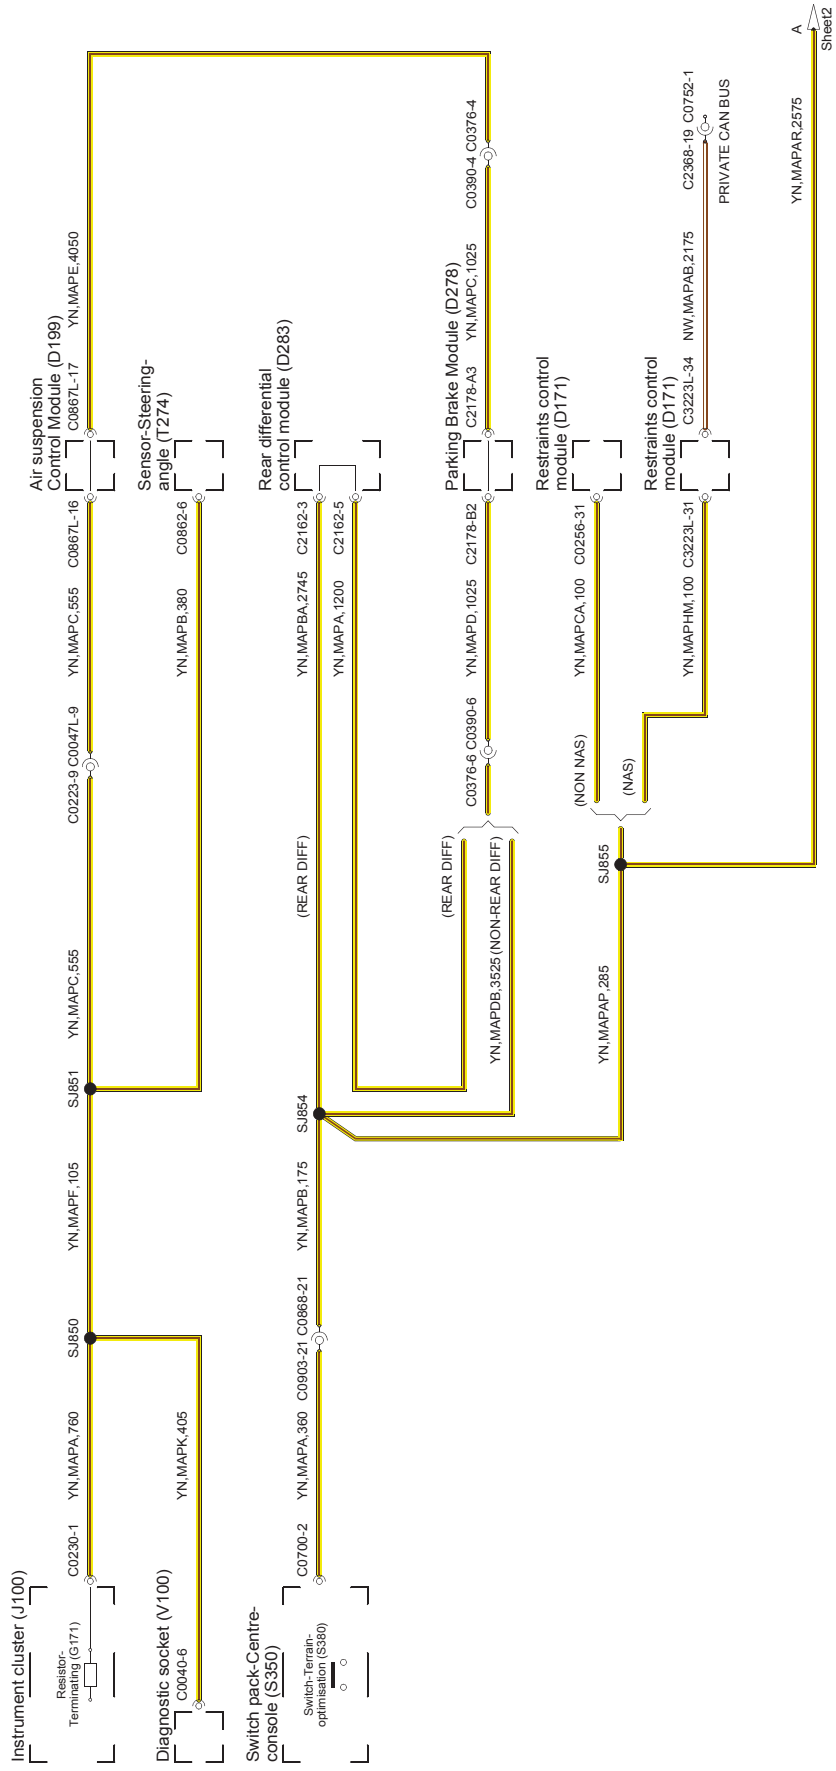 Instrument cluster (J100)
Resistor-
Terminating (G171)
C0230-1
YN,MAPA,760
SJ850
YN,MAPF,105
SJ851
YN,MAPC,555
C0223-9
C0047L-9
YN,MAPC,555
C0867L-16
Air suspension
Control Module (D199)
C0867L-17
YN,MAPE,4050
Diagnostic socket (V100)
C0040-6
YN,MAPK,405
YN,MAPB,380
C0862-6
Sensor-Steering-
angle (T274)
Switch pack-Centre-
console (S350)
Switch-Terrain-
optimisation (S380)
C0700-2
YN,MAPA,360
C0903-21
C0868-21
YN,MAPB,175
SJ854
(REAR DIFF)
YN,MAPBA,2745
C2162-3
Rear differential
control module (D283)
YN,MAPA,1200
C2162-5
(REAR DIFF)
YN,MAPDB,3525
(NON-REAR DIFF)
C0376-6
C0390-6
YN,MAPD,1025
C2178-B2
Parking Brake Module (D278)
C2178-A3
YN,MAPC,1025
C0390-4
C0376-4
YN,MAPAP,285
SJ855
(NON NAS)
YN,MAPCA,100
C0256-31
Restraints control
module (D171)
(NAS)
YN,MAPHM,100
C3223L-31
Restraints control
module (D171)
C3223L-34
NW,MAPAB,2175
C2368-19
C0752-1
PRIVATE CAN BUS
YN,MAPAR,2575
A
Sheet2